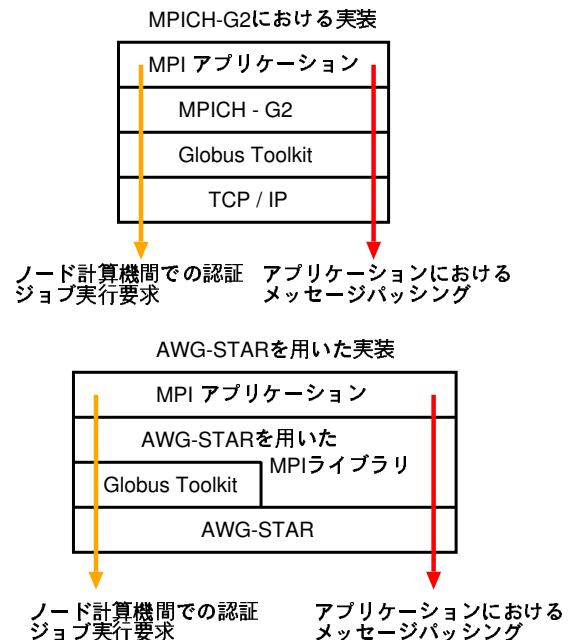 MPICH-G2における実装
MPI アプリケーション
MPICH - G2
Globus Toolkit
TCP / IP
ノード計算機間での認証
ジョブ実行要求
アプリケーションにおける
メッセージパッシング
AWG-STARを用いた実装
MPI アプリケーション
AWG-STARを用いた
MPIライブラリ
Globus Toolkit
AWG-STAR
ノード計算機間での認証
ジョブ実行要求
アプリケーションにおける
メッセージパッシング